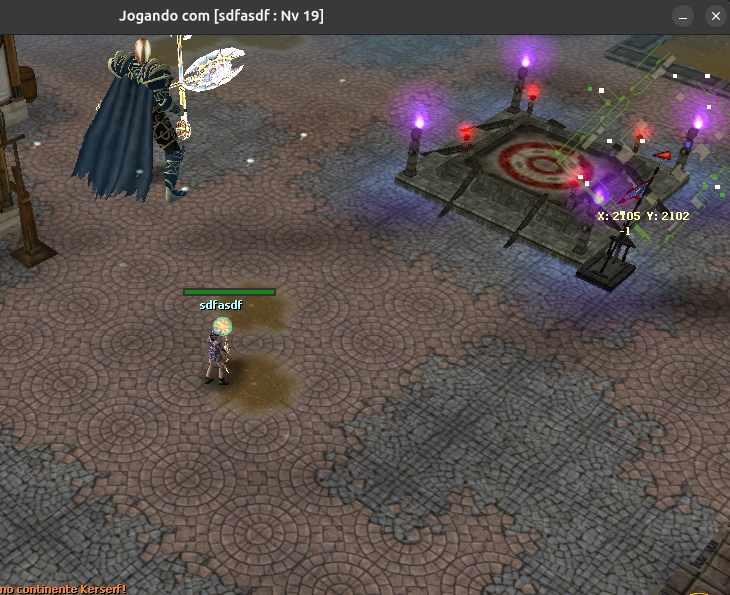 Jogando com [sdfasdf : Nv 19]
X: 2105 Y: 2102
-1
sdfasdf
no continente Kerserf!